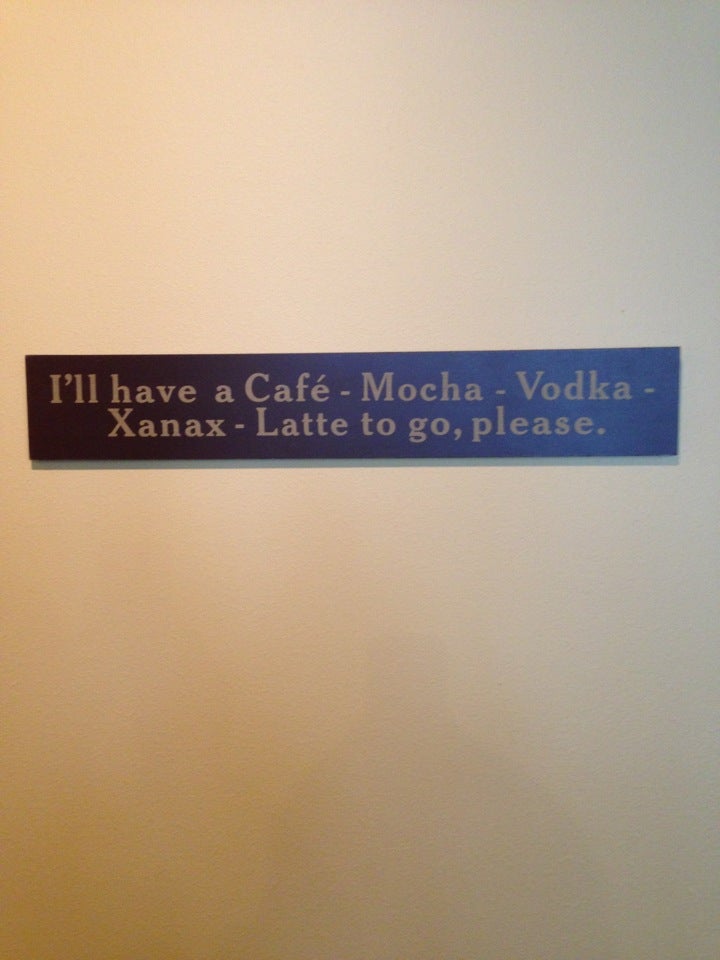 I'll have a Café - Mocha - Vodka -
Xanax - Latte to go, please.